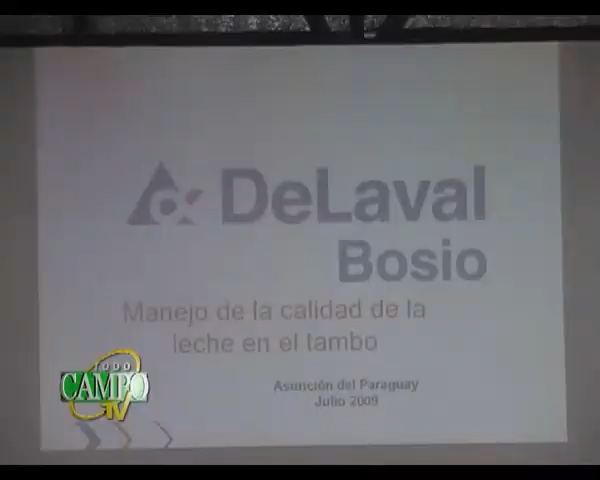 DeLaval
Bosio
Manejo de la calidad de la
leche en el tambo
Asunción del Paraguay
Julio 2009
TODO
CAMPO
TV